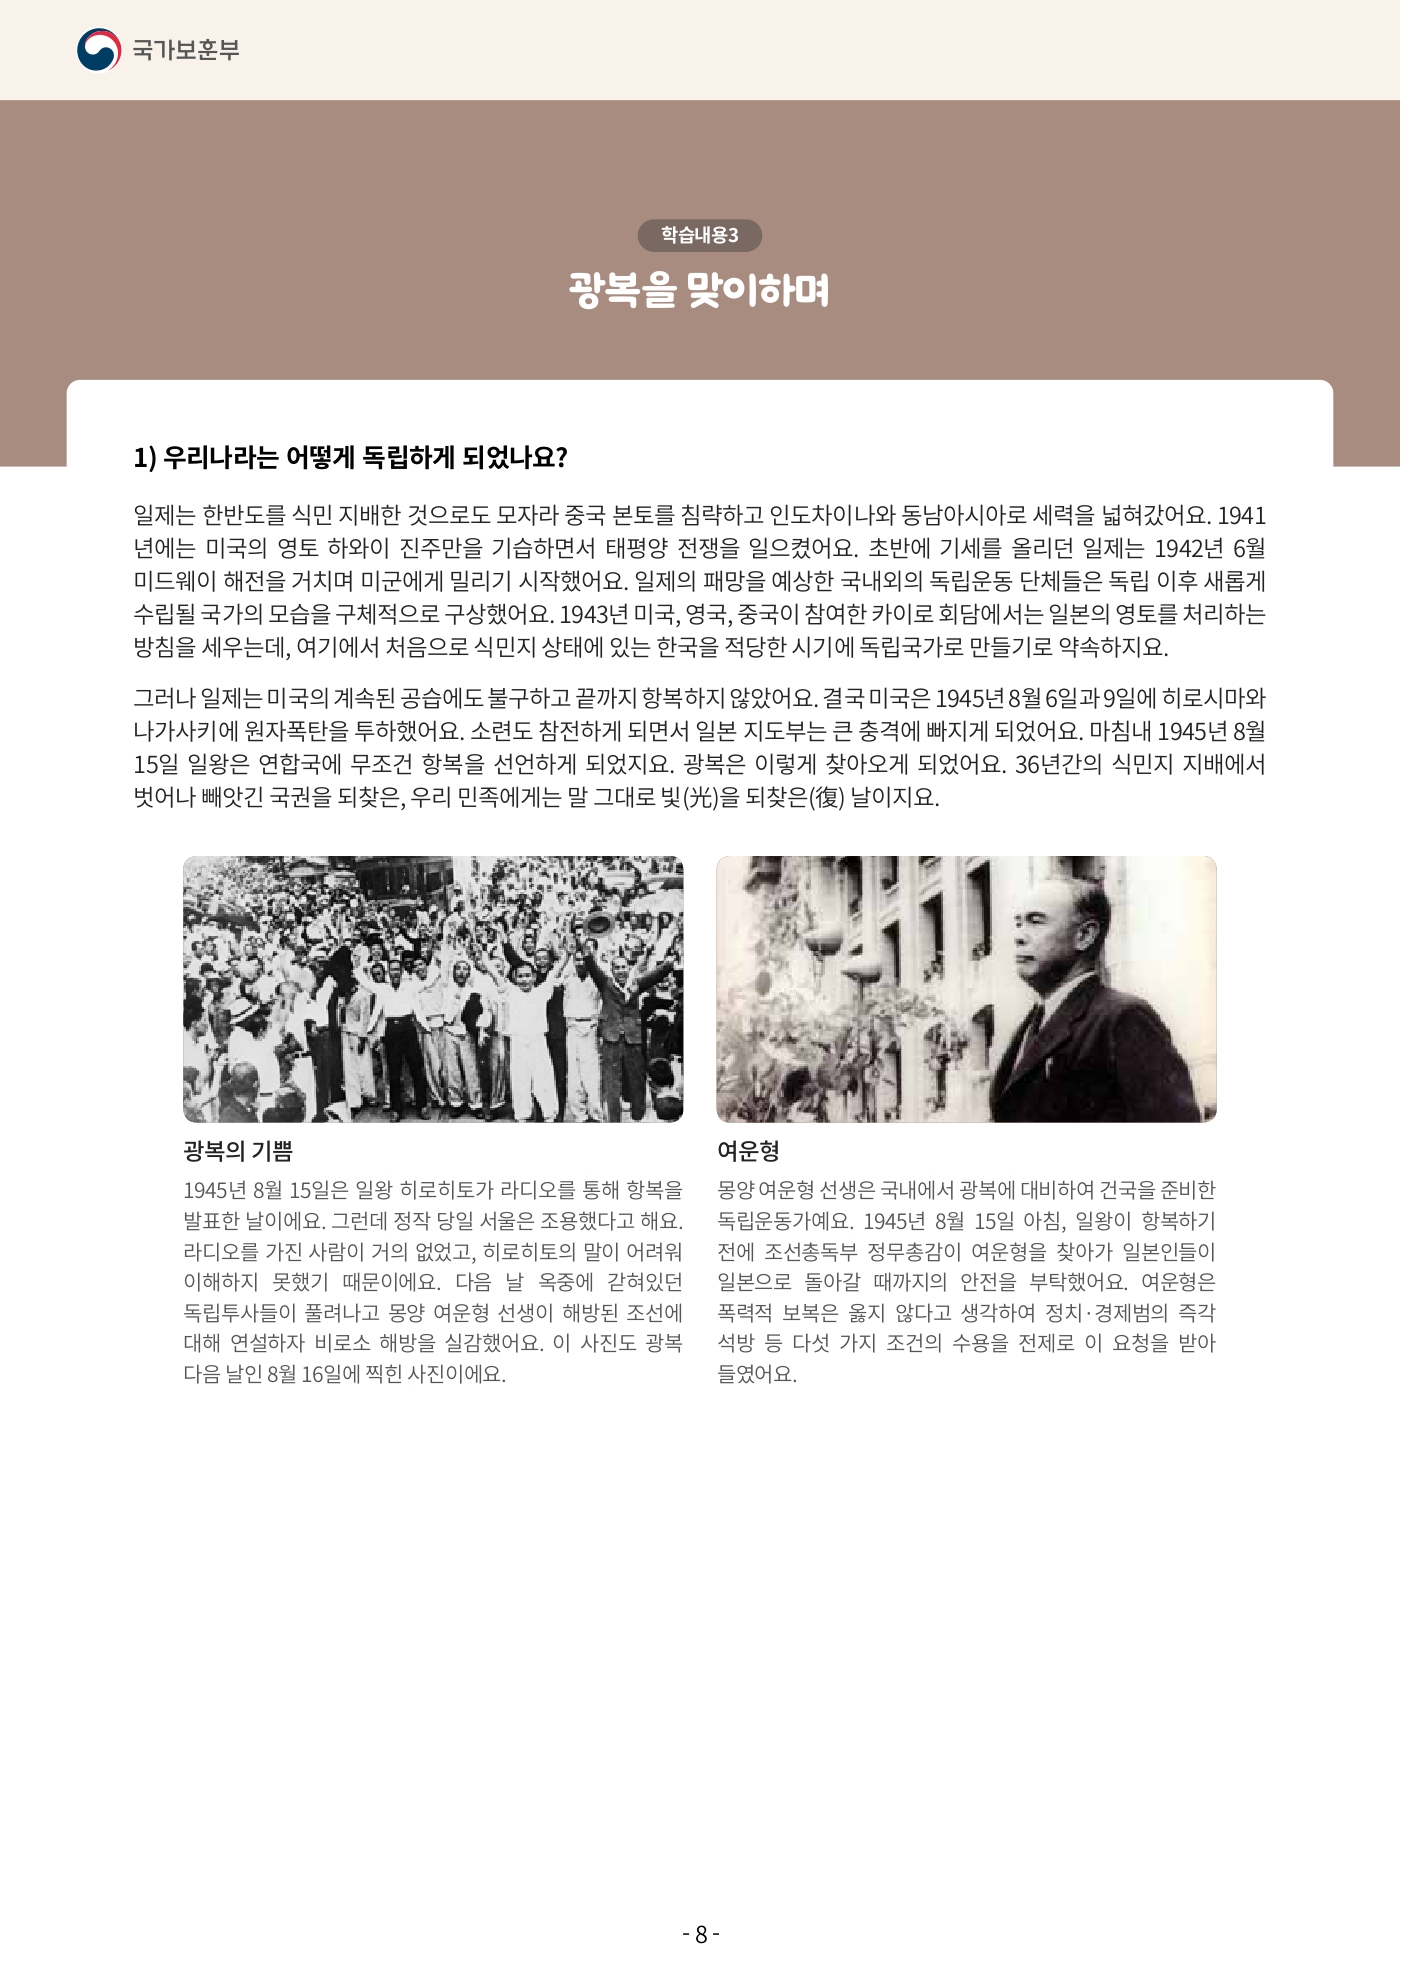 국가보훈부
학습내용3
광복을 맞이하며
1) 우리나라는 어떻게 독립하게 되었나요?
일제는 한반도를 식민 지배한 것으로도 모자라 중국 본토를 침략하고 인도차이나와 동남아시아로 세력을 넓혀갔어요. 1941
년에는 미국의 영토 하와이 진주만을 기습하면서 태평양 전쟁을 일으켰어요. 초반에 기세를 올리던 일제는 1942년 6월
미드웨이 해전을 거치며 미군에게 밀리기 시작했어요. 일제의 패망을 예상한 국내외의 독립운동 단체들은 독립 이후 새롭게
수립될 국가의 모습을 구체적으로 구상했어요. 1943년 미국, 영국, 중국이 참여한 카이로 회담에서는 일본의 영토를 처리하는
방침을 세우는데, 여기에서 처음으로 식민지 상태에 있는 한국을 적당한 시기에 독립국가로 만들기로 약속하지요.
그러나 일제는 미국의 계속된 공습에도 불구하고 끝까지 항복하지 않았어요. 결국 미국은 1945년 8월 6일과 9일에 히로시마와
나가사키에 원자폭탄을 투하했어요. 소련도 참전하게 되면서 일본 지도부는 큰 충격에 빠지게 되었어요. 마침내 1945년 8월
15일 일왕은 연합국에 무조건 항복을 선언하게 되었지요. 광복은 이렇게 찾아오게 되었어요. 36년간의 식민지 지배에서
벗어나 빼앗긴 국권을 되찾은, 우리 민족에게는 말 그대로 빛(光)을 되찾은(復) 날이지요.
광복의 기쁨
1945년 8월 15일은 일왕 히로히토가 라디오를 통해 항복을
발표한 날이에요. 그런데 정작 당일 서울은 조용했다고 해요.
라디오를 가진 사람이 거의 없었고, 히로히토의 말이 어려워
이해하지 못했기 때문이에요. 다음 날 옥중에 갇혀있던
독립투사들이 풀려나고 몽양 여운형 선생이 해방된 조선에
대해 연설하자 비로소 해방을 실감했어요. 이 사진도 광복
다음 날인 8월 16일에 찍힌 사진이에요.
여운형
몽양 여운형 선생은 국내에서 광복에 대비하여 건국을 준비한
독립운동가예요. 1945년 8월 15일 아침, 일왕이 항복하기
전에 조선총독부 정무총감이 여운형을 찾아가 일본인들이
일본으로 돌아갈 때까지의 안전을 부탁했어요. 여운형은
폭력적 보복은 옳지 않다고 생각하여 정치·경제범의 즉각
석방 등 다섯 가지 조건의 수용을 전제로 이 요청을 받아
들였어요.
- 8 -